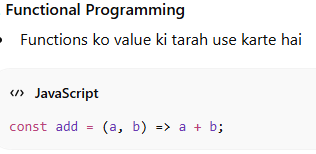 Functional Programming
• Functions ko value ki tarah use karte hai
</> JavaScript
const add = (a, b) => a + b;